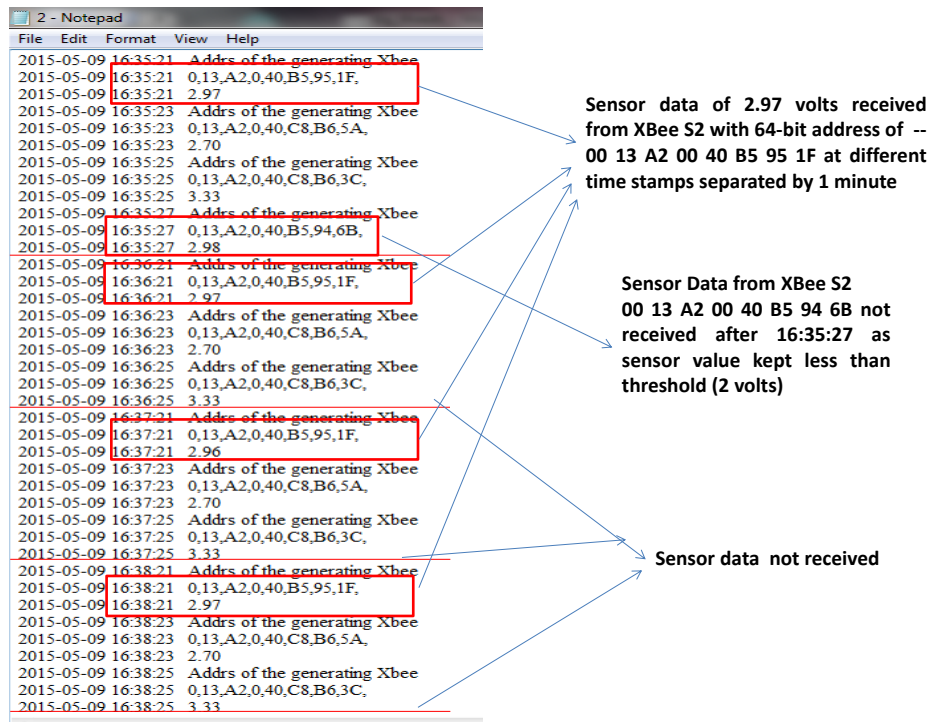 2 - Notepad
File Edit Format View Help
2015-05-09 16:35:21 Addrs of the generating Xbee
2015-05-09 16:35:21 0,13,A2,0,40,B5,95,1F,
2015-05-09 16:35:21 2.97
2015-05-09 16:35:23 Addrs of the generating Xbee
2015-05-09 16:35:23 0,13,A2,0,40,C8,B6,5A,
2015-05-09 16:35:23 2.70
2015-05-09 16:35:25 Addrs of the generating Xbee
2015-05-09 16:35:25 0,13,A2,0,40,C8,B6,3C,
2015-05-09 16:35:25 3.33
2015-05-09 16:35:27 Addrs of the generating Xbee
2015-05-09 16:35:27 0,13,A2,0,40,B5,94,6B,
2015-05-09 16:35:27 2.98
2015-05-09 16:36:21 Addrs of the generating Xbee
2015-05-09 16:36:21 0,13,A2,0,40,B5,95,1F,
2015-05-09 16:36:21 2.97
2015-05-09 16:36:23 Addrs of the generating Xbee
2015-05-09 16:36:23 0,13,A2,0,40,C8,B6,5A,
2015-05-09 16:36:23 2.70
2015-05-09 16:36:25 Addrs of the generating Xbee
2015-05-09 16:36:25 0,13,A2,0,40,C8,B6,3C,
2015-05-09 16:36:25 3.33
2015-05-09 16:37:21 Addrs of the generating Xbee
2015-05-09 16:37:21 0,13,A2,0,40,B5,95,1F,
2015-05-09 16:37:21 2.96
2015-05-09 16:37:23 Addrs of the generating Xbee
2015-05-09 16:37:23 0,13,A2,0,40,C8,B6,5A,
2015-05-09 16:37:23 2.70
2015-05-09 16:37:25 Addrs of the generating Xbee
2015-05-09 16:37:25 0,13,A2,0,40,C8,B6,3C,
2015-05-09 16:37:25 3.33
2015-05-09 16:38:21 Addrs of the generating Xbee
2015-05-09 16:38:21 0,13,A2,0,40,B5,95,1F,
2015-05-09 16:38:21 2.97
2015-05-09 16:38:23 Addrs of the generating Xbee
2015-05-09 16:38:23 0,13,A2,0,40,C8,B6,5A,
2015-05-09 16:38:23 2.70
2015-05-09 16:38:25 Addrs of the generating Xbee
2015-05-09 16:38:25 0,13,A2,0,40,C8,B6,3C,
2015-05-09 16:38:25 3.33
Sensor data of 2.97 volts received
from XBee S2 with 64-bit address of --
00 13 A2 00 40 B5 95 1F at different
time stamps separated by 1 minute
Sensor Data from XBee S2
00 13 A2 00 40 B5 94 6B not
received after 16:35:27 as
sensor value kept less than
threshold (2 volts)
Sensor data not received